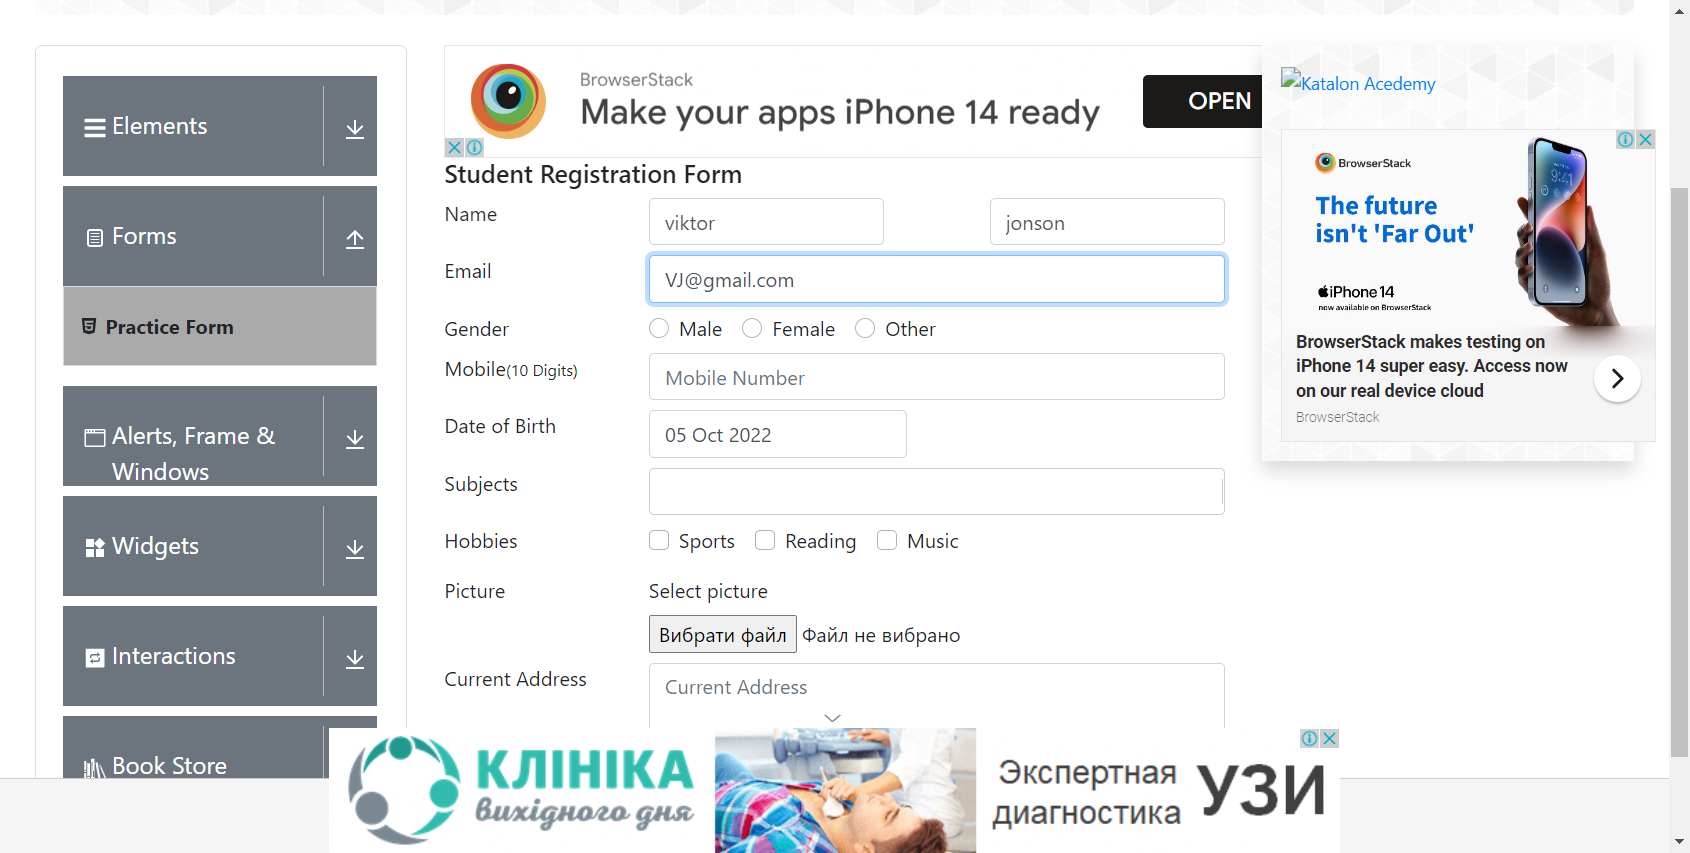 Elements
Forms
Practice Form
Alerts, Frame &
Windows
Widgets
Interactions
Book Store
BrowserStack
Make your apps iPhone 14 ready
OPEN
Student Registration Form
Name
viktor
jonson
Email
VJ@gmail.com
Gender
Male
Female
Other
Mobile(10 Digits)
Mobile Number
Date of Birth
05 Oct 2022
Subjects
Hobbies
Sports
Reading
Music
Picture
Select picture
Вибрати файл
Файл не вибрано
Current Address
Current Address
Katalon Acedemy
BrowserStack
The future
isn't 'Far Out'
iPhone 14
now available on BrowserStack
9:41
BrowserStack makes testing on
iPhone 14 super easy. Access now
on our real device cloud
BrowserStack
КЛІНІКА
вихідного дня
Экспертная
диагностика
УЗИ